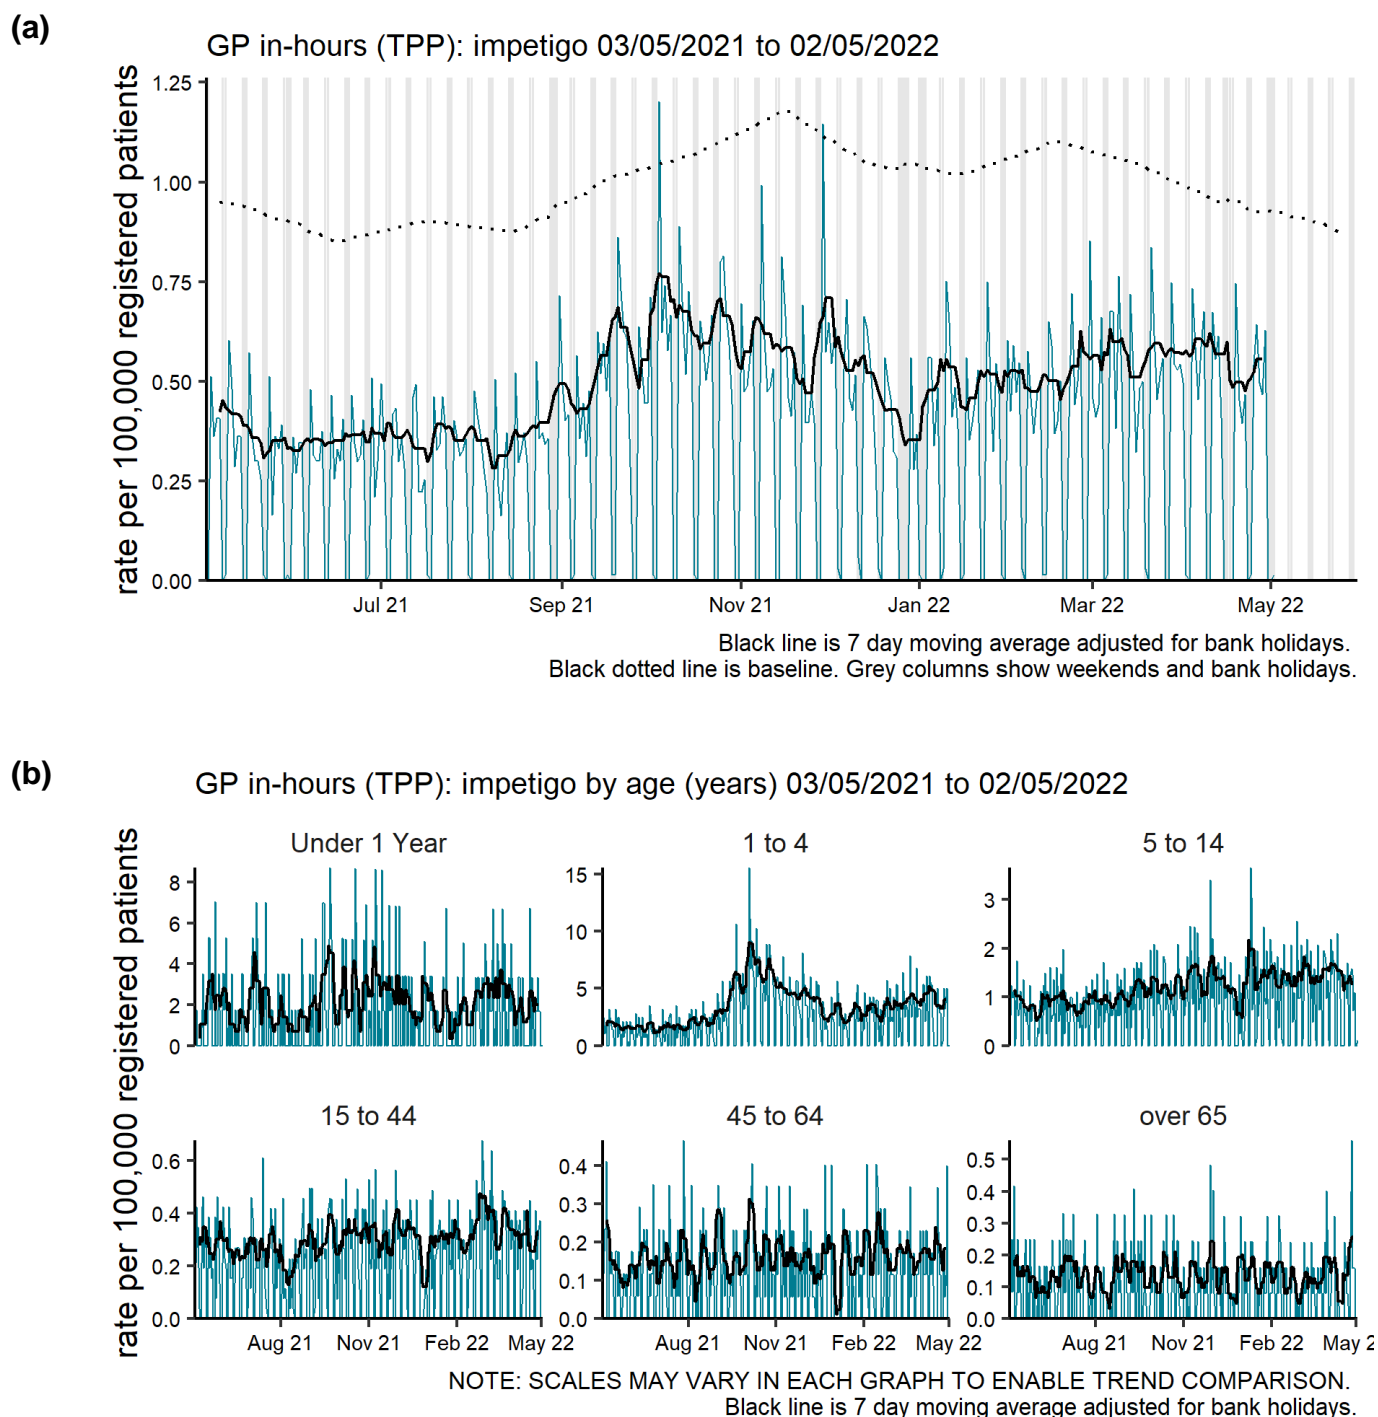 (a)
GP in-hours (TPP): impetigo 03/05/2021 to 02/05/2022
rate per 100,000 registered patients
1.25
1.00
0.75
0.50
0.25
0.00
Jul 21 Sep 21 Nov 21 Jan 22 Mar 22 May 22
Black line is 7 day moving average adjusted for bank holidays.
Black dotted line is baseline. Grey columns show weekends and bank holidays.
(b)
GP in-hours (TPP): impetigo by age (years) 03/05/2021 to 02/05/2022
rate per 100,000 registered patients
Under 1 Year
8
6
4
2
0
1 to 4
15
10
5
0
5 to 14
3
2
1
0
15 to 44
0.6
0.4
0.2
0.0
Aug 21 Nov 21 Feb 22 May 22
45 to 64
0.4
0.3
0.2
0.1
0.0
Aug 21 Nov 21 Feb 22 May 22
over 65
0.5
0.4
0.3
0.2
0.1
0.0
Aug 21 Nov 21 Feb 22 May 2
NOTE: SCALES MAY VARY IN EACH GRAPH TO ENABLE TREND COMPARISON.
Black line is 7 day moving average adjusted for bank holidays.